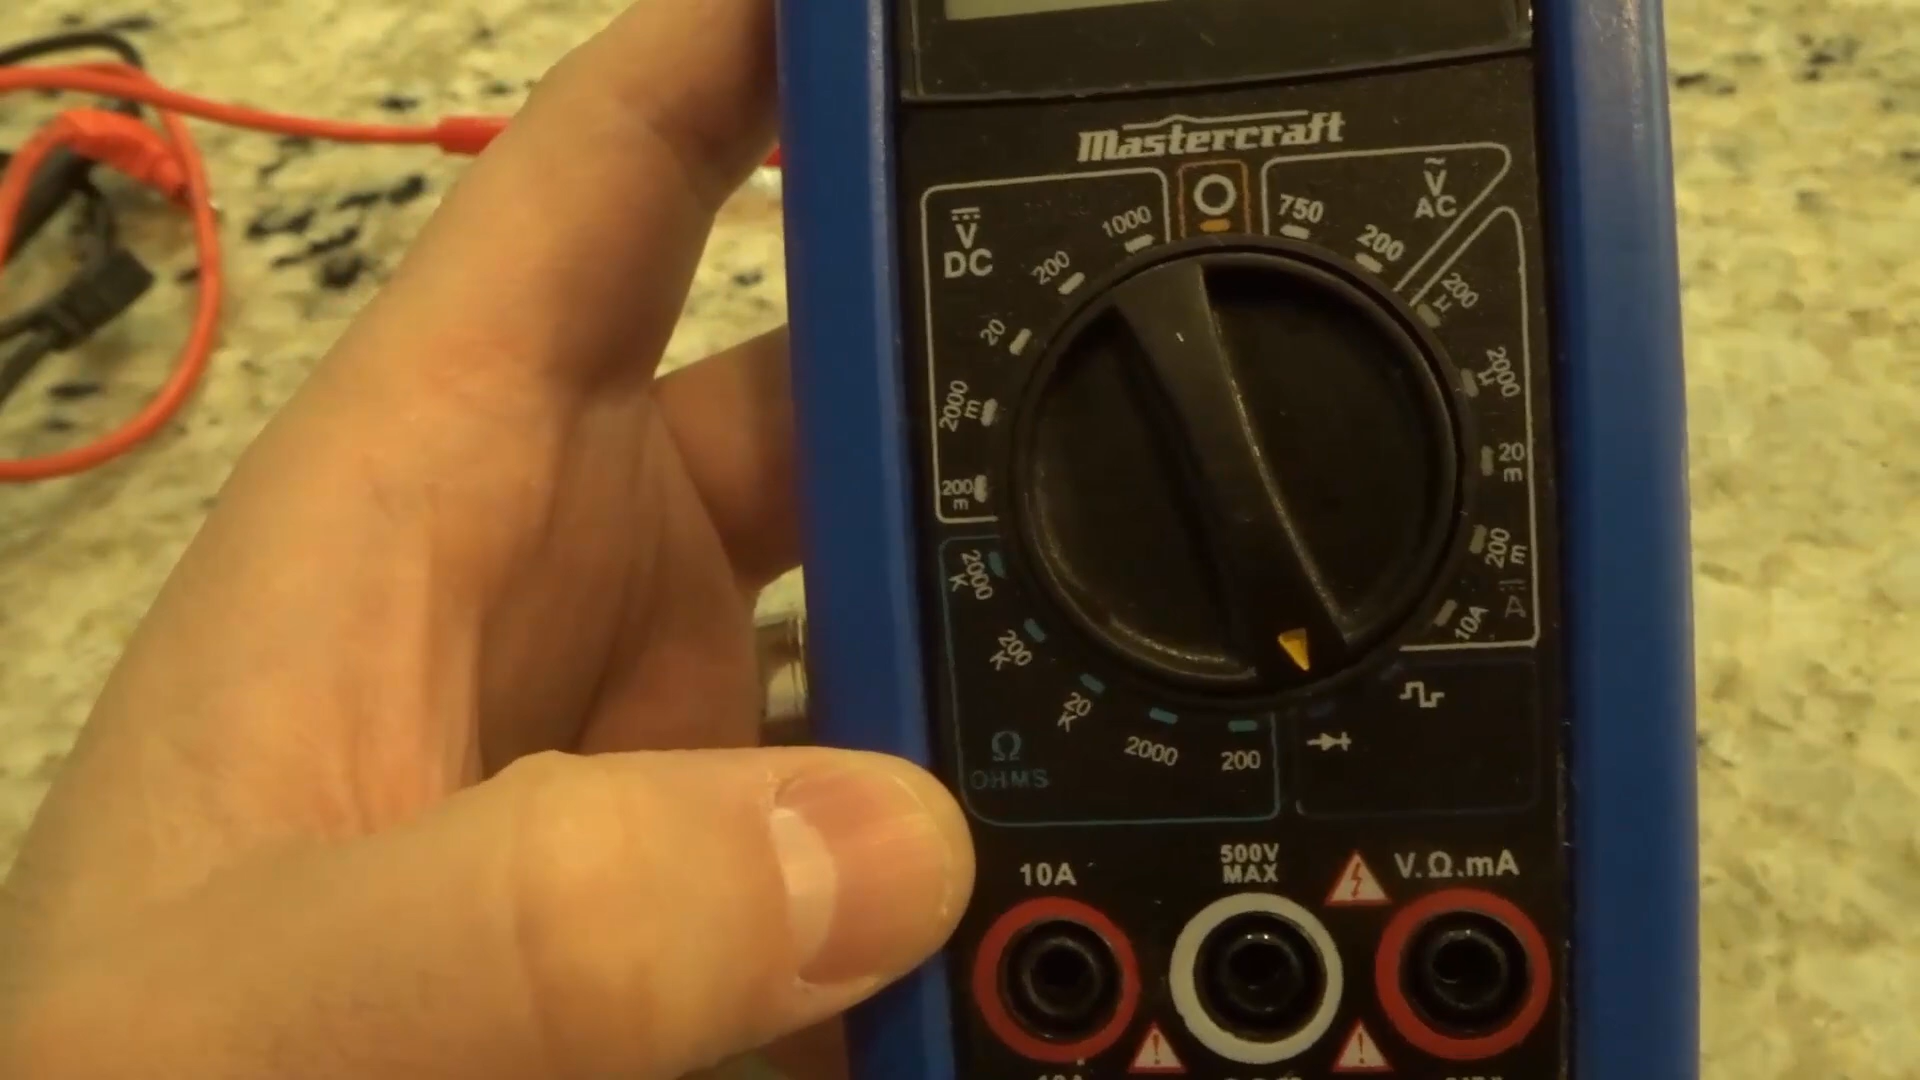 Mastercraft
V
DC
1000
200
20
2000
m
200
m
750
200
V
AC
200
µ
2000
µ
20
m
200
m
A
10A
2000
K
200
K
20
K
2000
200
Ω
OHMS
10A
500V
MAX
V.Ω.mA